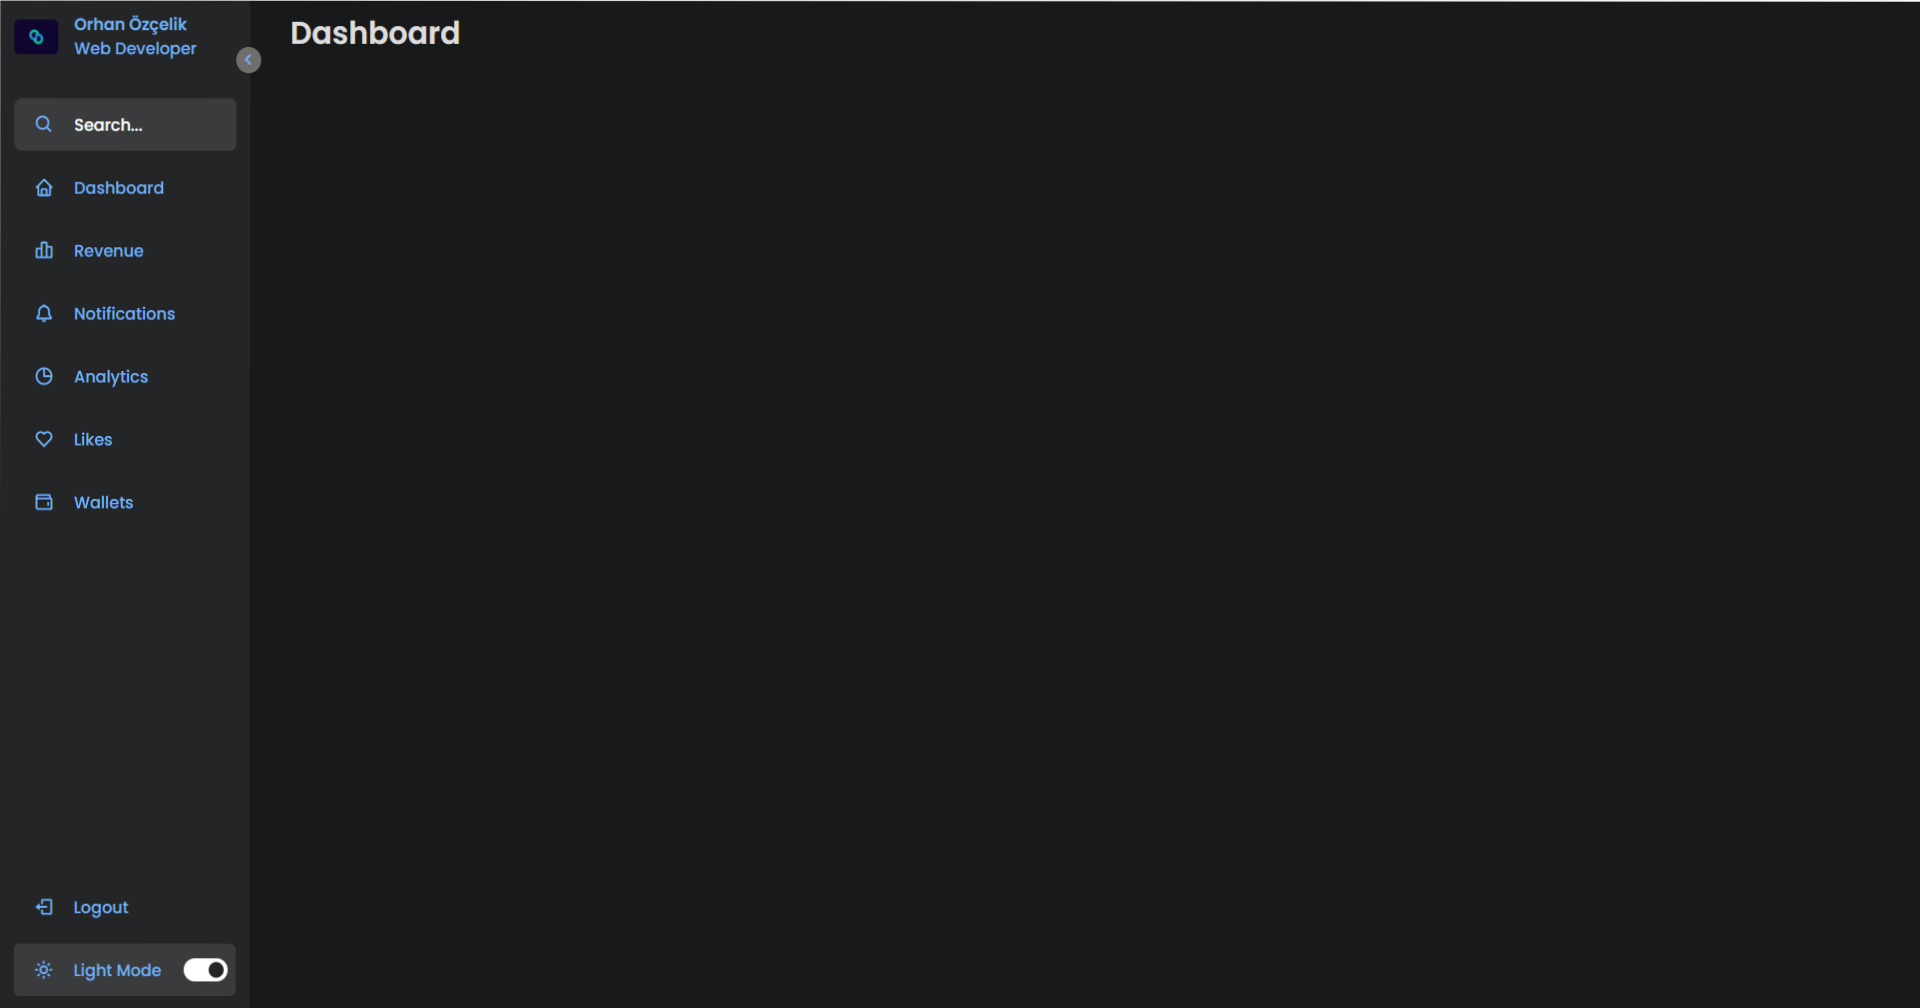 Orhan Özçelik
Web Developer
Dashboard
Search...
Dashboard
Revenue
Notifications
Analytics
Likes
Wallets
Logout
Light Mode